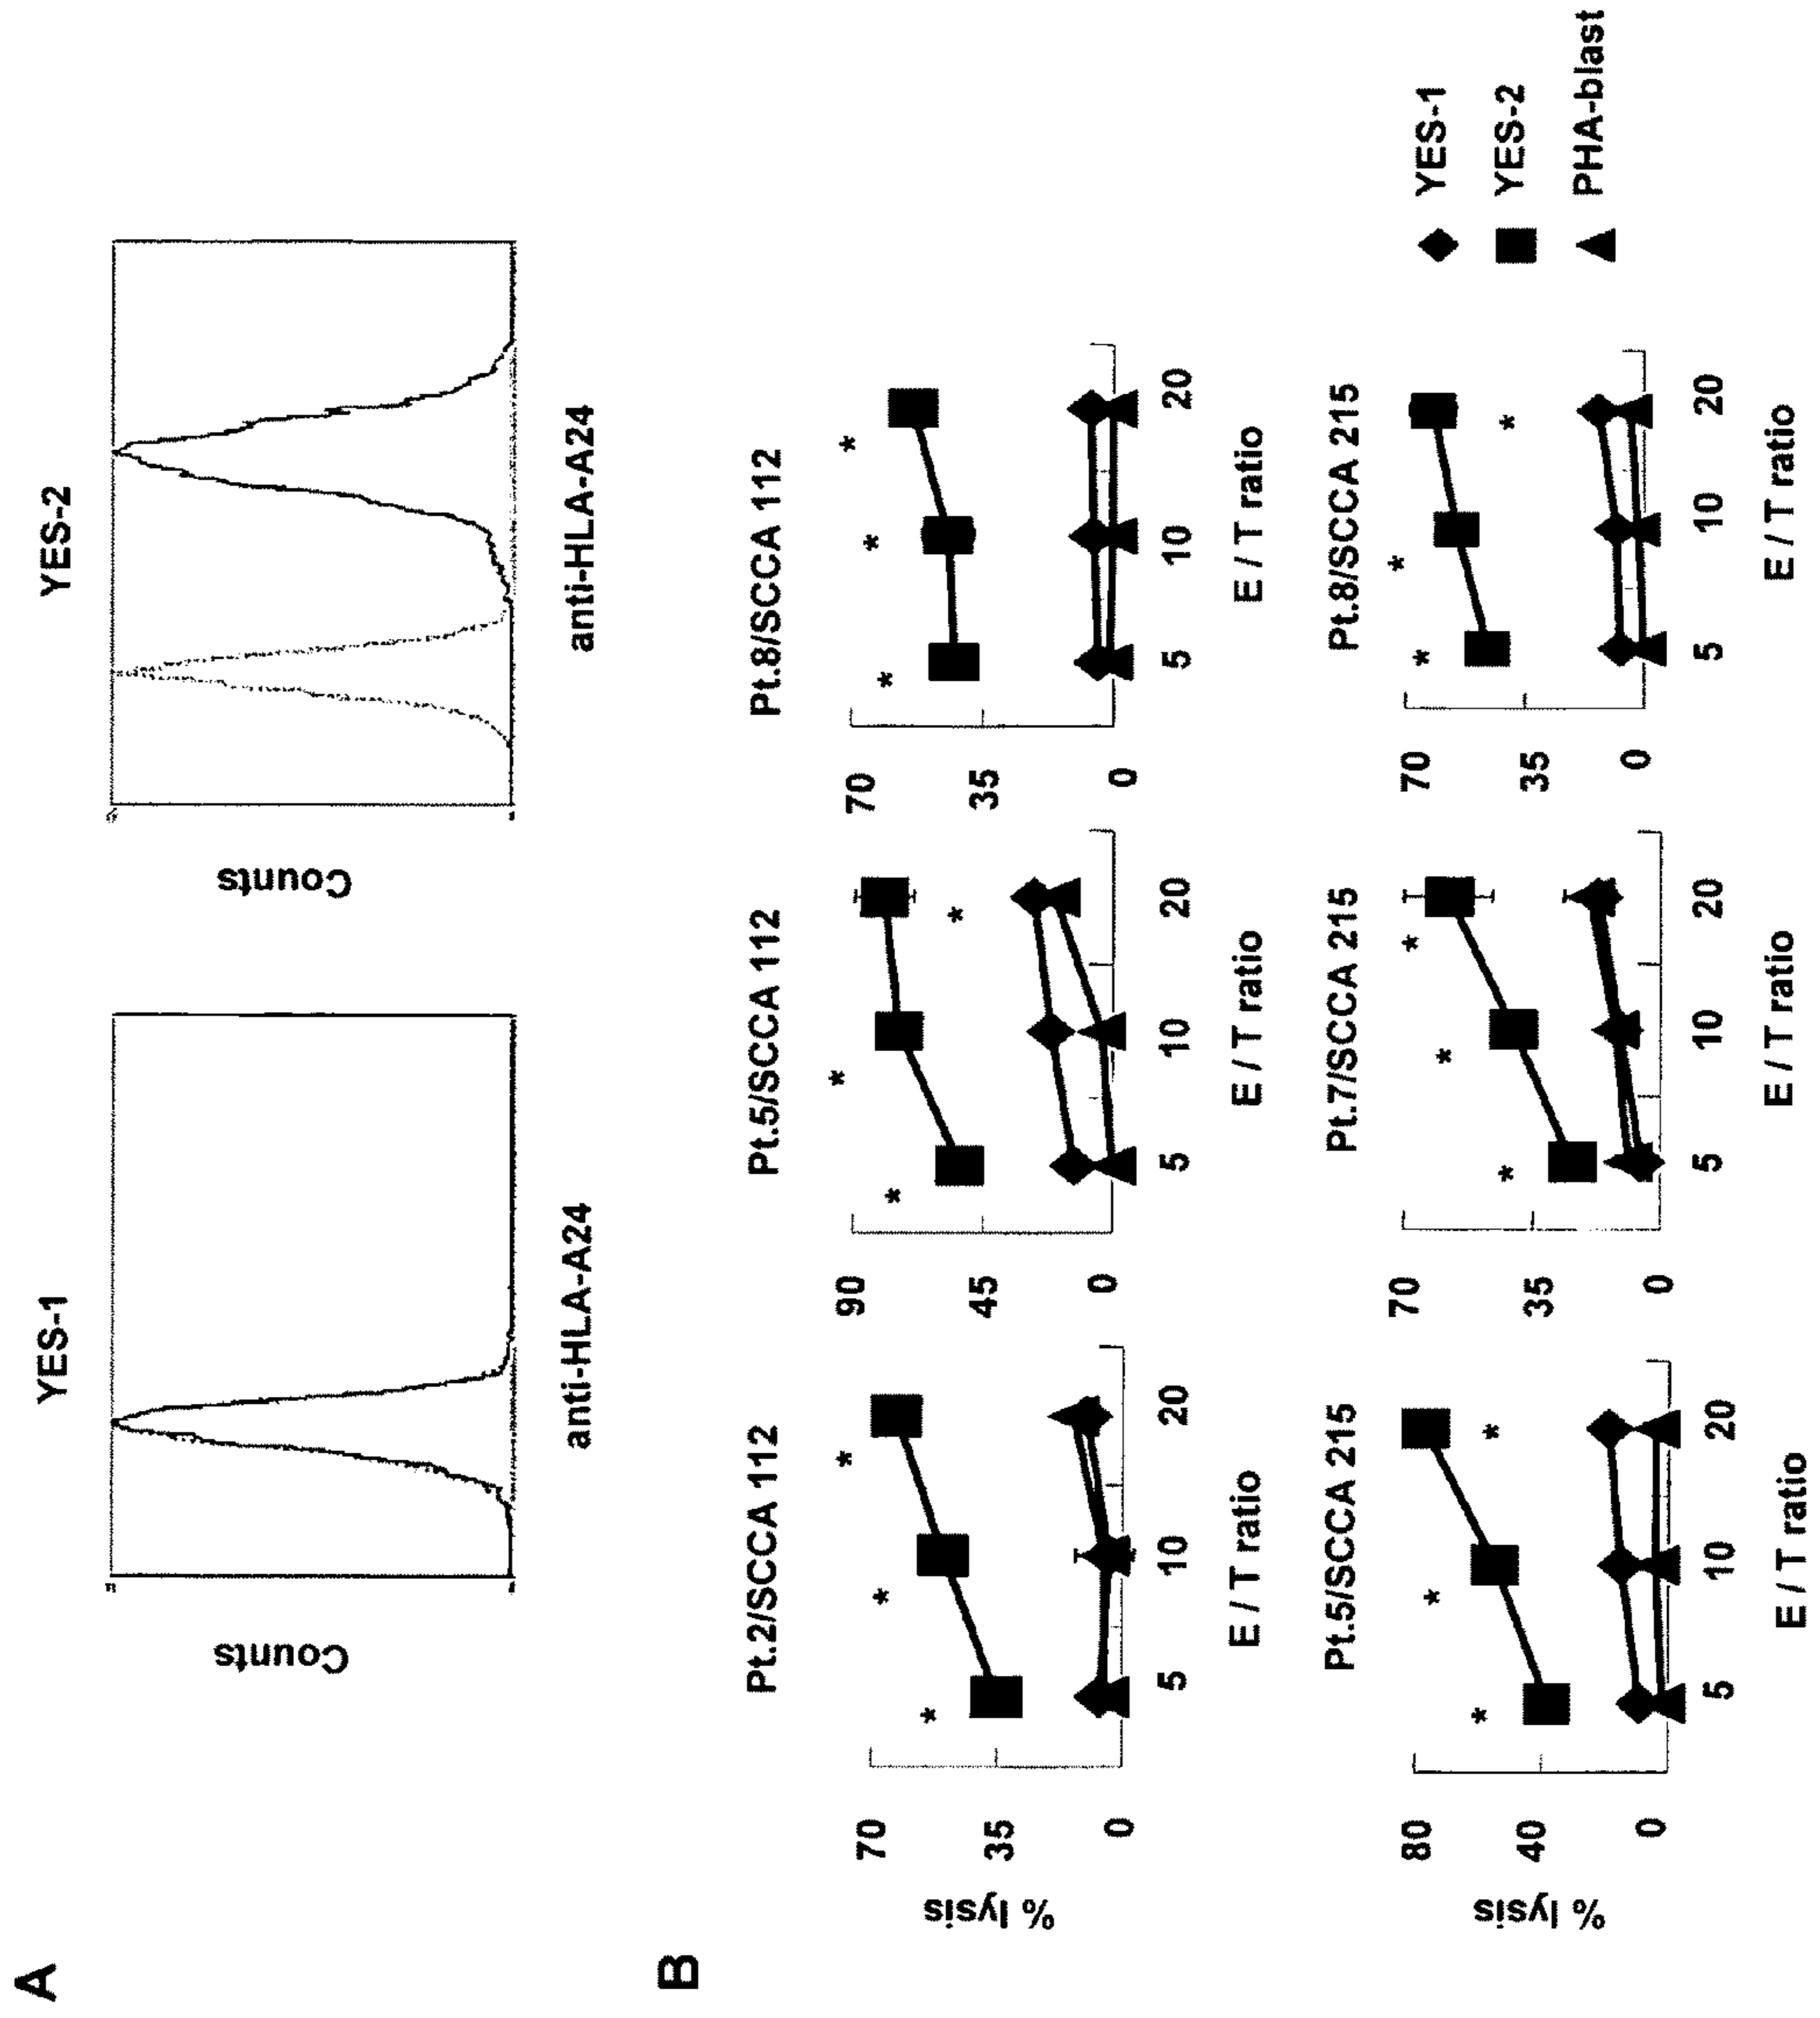 A
YES-1
YES-2
Counts
Counts
anti-HLA-A24
anti-HLA-A24
B
Pt.2/SCCA 112
Pt.5/SCCA 112
Pt.8/SCCA 112
% lysis
70
35
0
90
45
0
70
35
0
*
*
*
*
*
*
*
*
*
5
10
20
5
10
20
5
10
20
E / T ratio
E / T ratio
E / T ratio
Pt.5/SCCA 215
Pt.7/SCCA 215
Pt.8/SCCA 215
% lysis
80
40
0
70
35
0
70
35
0
*
*
*
*
*
*
*
*
*
5
10
20
5
10
20
5
10
20
E / T ratio
E / T ratio
E / T ratio
YES-1
YES-2
PHA-blast